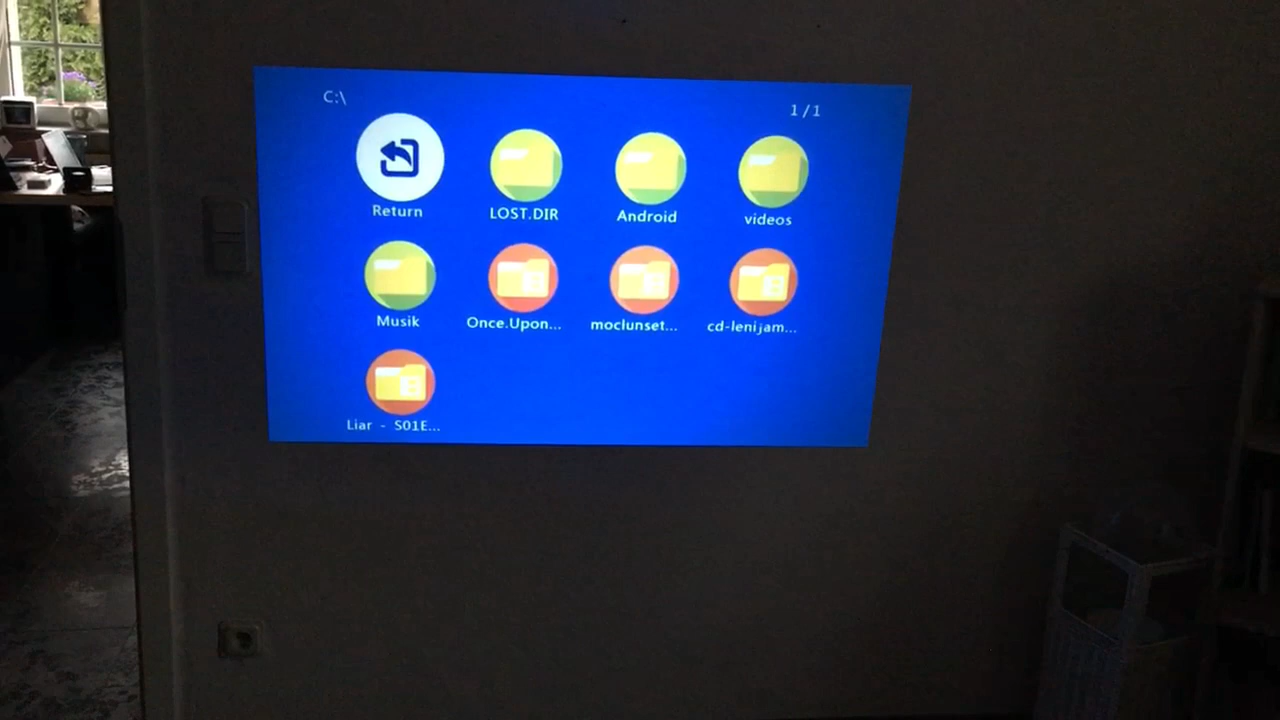 C:\
1/1
Return
LOST.DIR
Android
videos
Musik
Once.Upon...
moclunset...
cd-lenijam...
Liar - S01E...